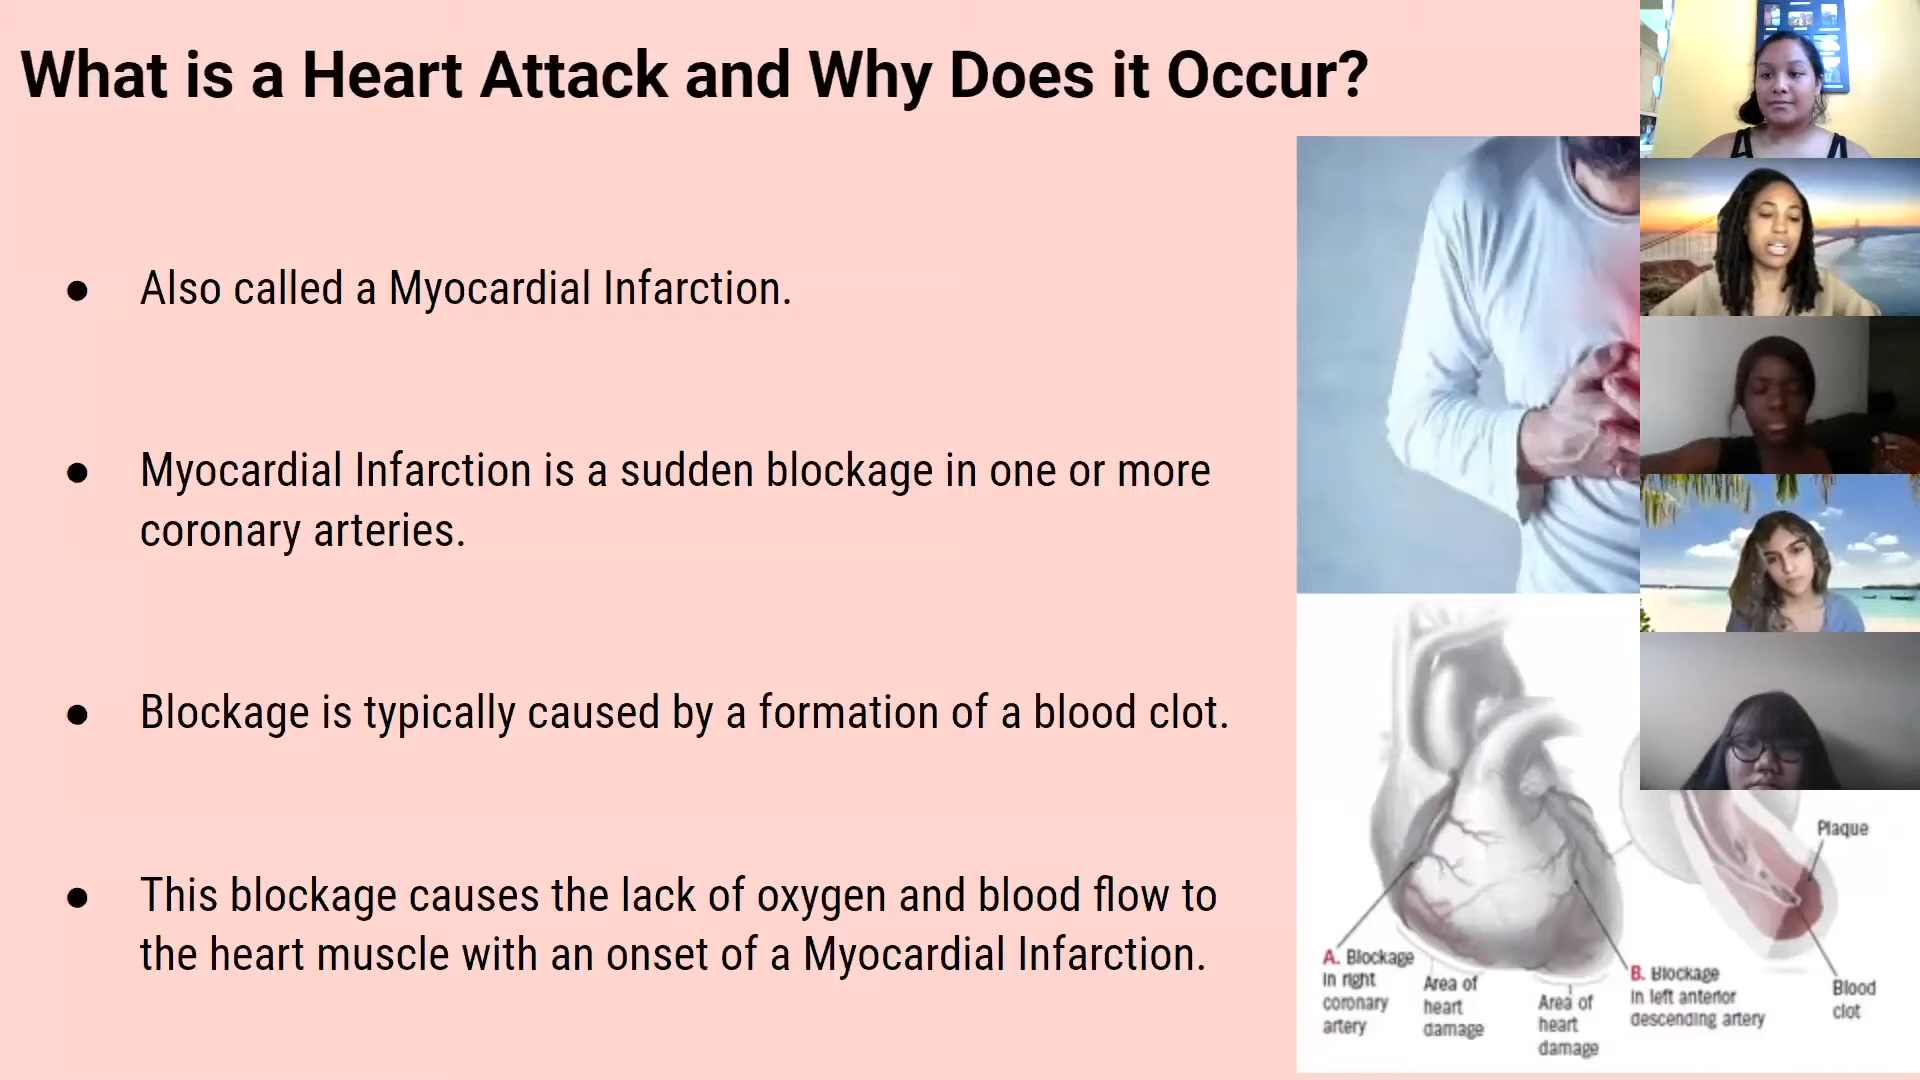 What is a Heart Attack and Why Does it Occur?
● Also called a Myocardial Infarction.
● Myocardial Infarction is a sudden blockage in one or more
coronary arteries.
● Blockage is typically caused by a formation of a blood clot.
● This blockage causes the lack of oxygen and blood flow to
the heart muscle with an onset of a Myocardial Infarction.
Plaque
A. Blockage
in right
coronary
artery
Area of
heart
damage
Area of
heart
damage
B. Blockage
in left anterior
descending artery
Blood
clot